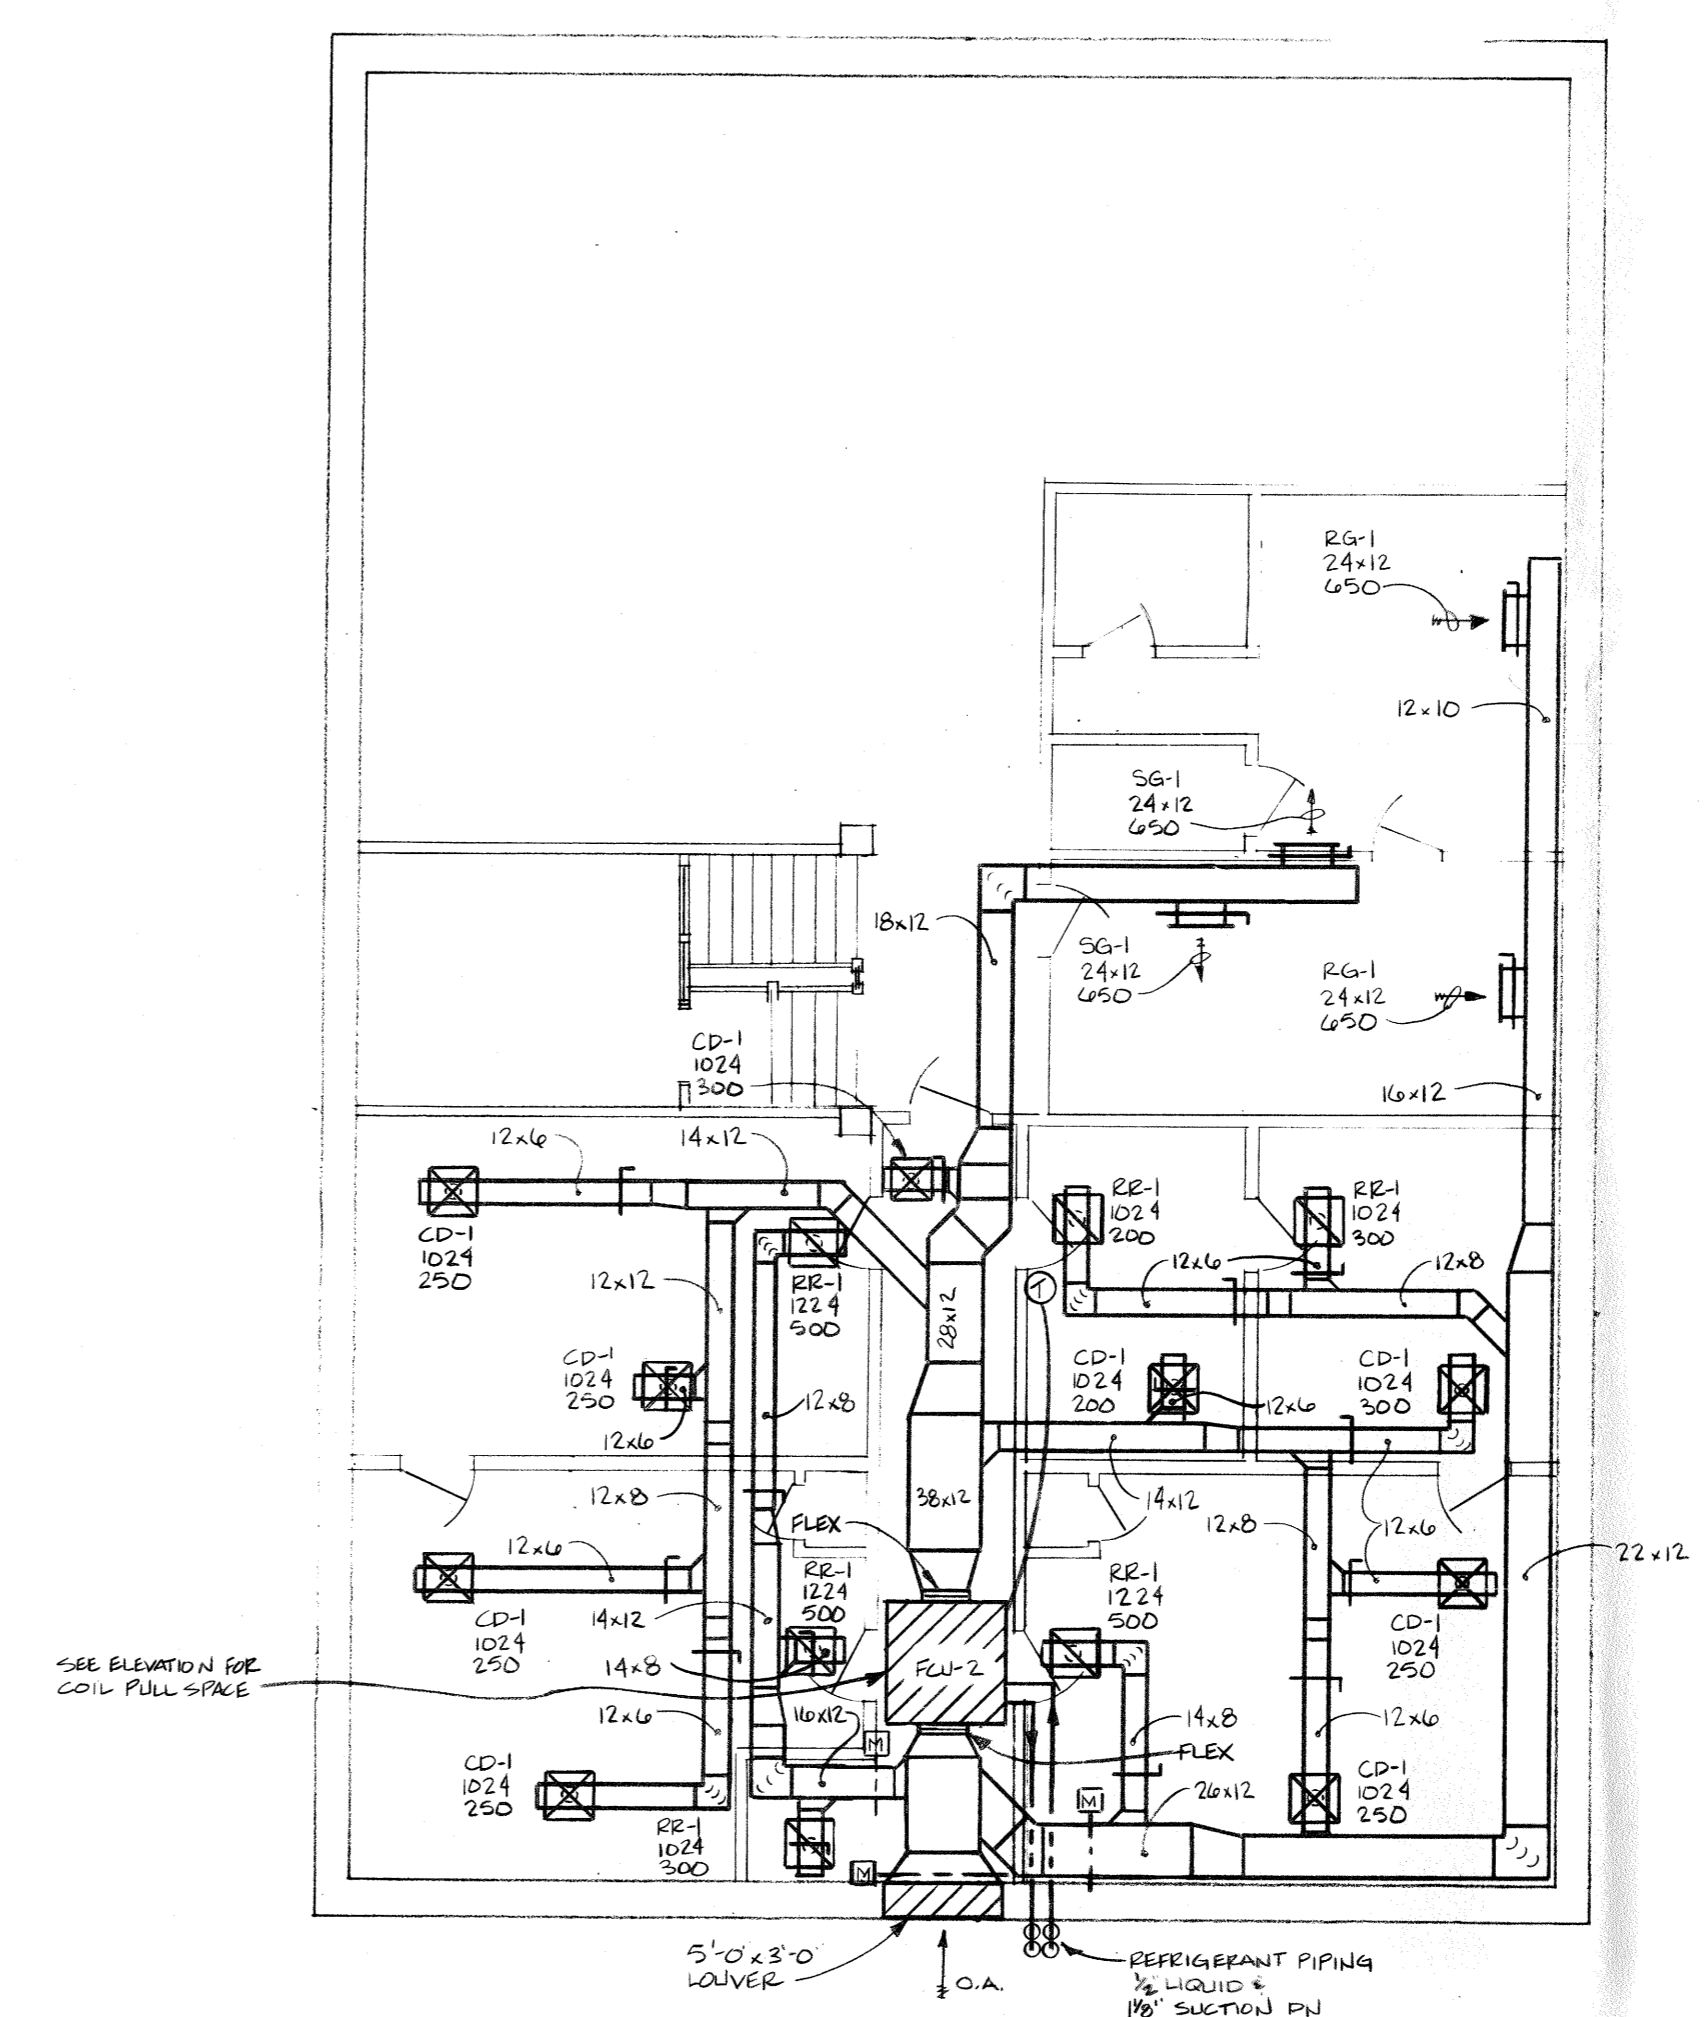 RG-1
24x12
650
12x10
SG-1
24x12
650
18x12
SG-1
24x12
650
RG-1
24x12
650
CD-1
1024
300
16x12
12x6
14x12
CD-1
1024
250
RR-1
1024
200
RR-1
1024
300
12x6
12x8
12x12
RR-1
1224
500
28x12
T
CD-1
1024
250
12x6
12x8
CD-1
1024
200
12x6
CD-1
1024
300
12x8
38x12
14x12
12x8
12x6
FLEX
22x12
12x6
RR-1
1224
500
RR-1
1224
500
CD-1
1024
250
14x12
14x8
CD-1
1024
250
SEE ELEVATION FOR
COIL PULL SPACE
FCU-2
12x6
16x12
M
14x8
FLEX
12x6
CD-1
1024
250
RR-1
1024
300
M
M
26x12
CD-1
1024
250
5'-0"x3'-0"
LOUVER
O.A.
REFRIGERANT PIPING
1/2" LIQUID &
1 1/8" SUCTION DN